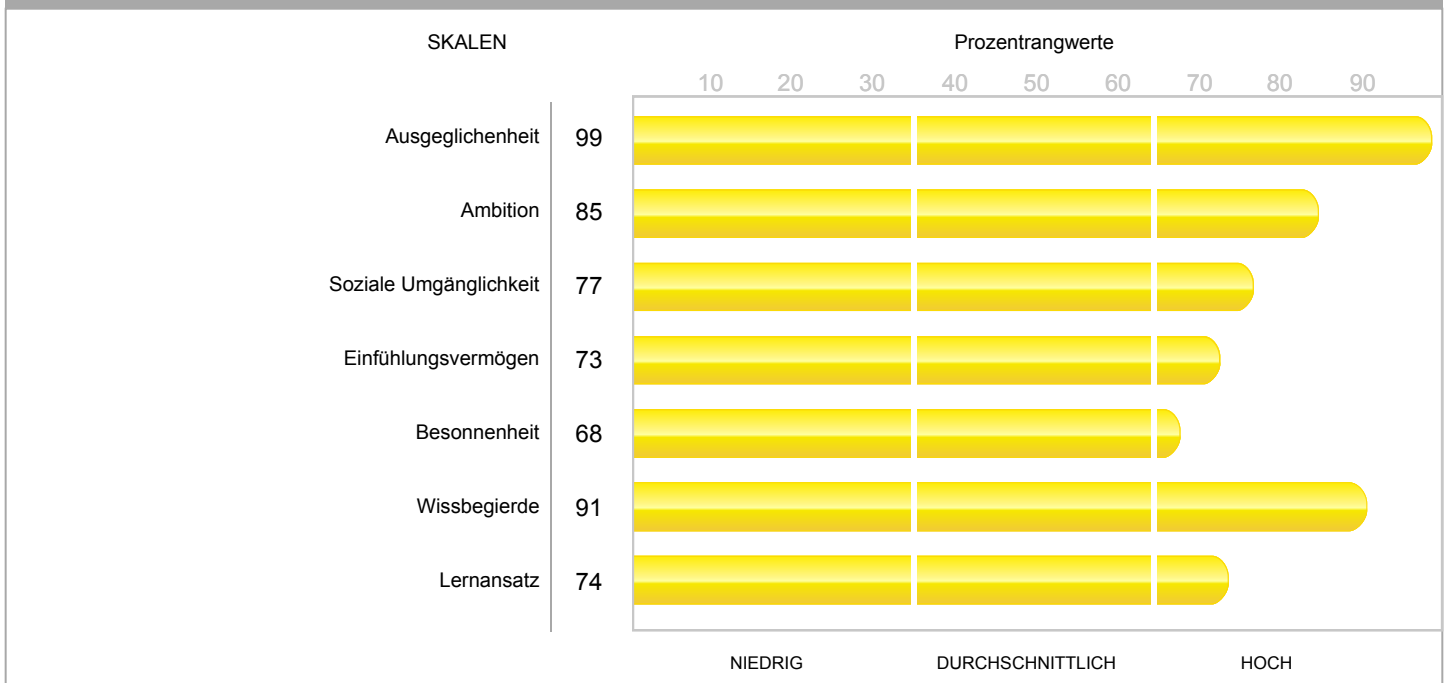 SKALEN Prozentrangwerte
10 20 30 40 50 60 70 80 90
Ausgeglichenheit 99
Ambition 85
Soziale Umgänglichkeit 77
Einfühlungsvermögen 73
Besonnenheit 68
Wissbegierde 91
Lernansatz 74
NIEDRIG DURCHSCHNITTLICH HOCH